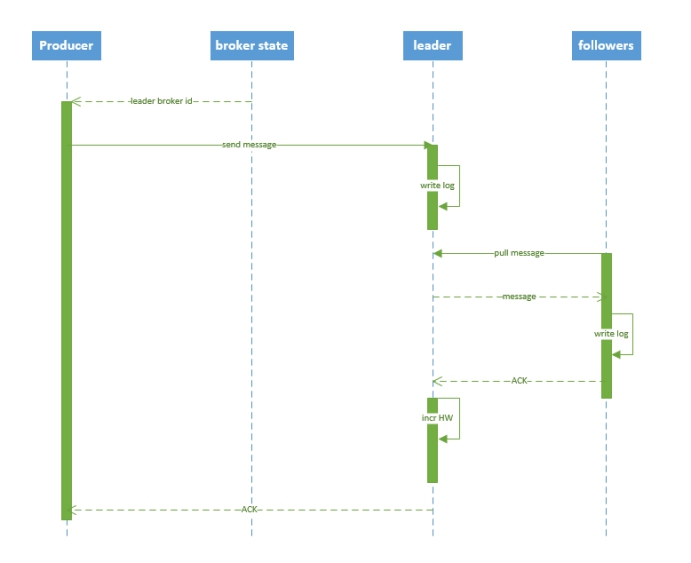 Producer
broker state
leader
followers
leader broker id
send message
write log
pull message
message
write log
ACK
incr HW
ACK